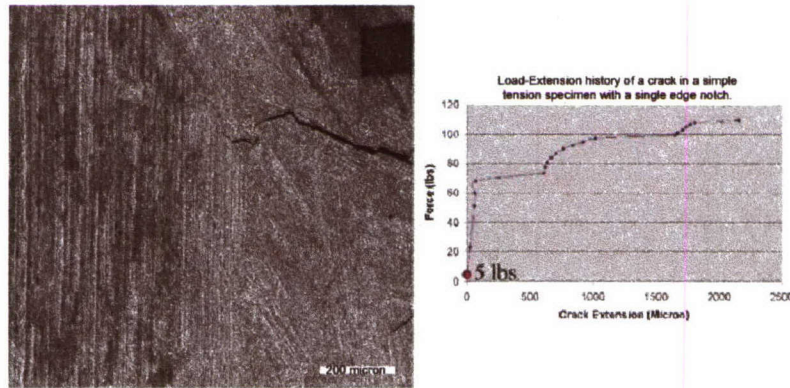 200 micron
Load-Extension history of a crack in a simple
tension specimen with a single edge notch.
120
100
80
60
40
20
0
Force (lbs)
5 lbs
0
500
1000
1500
2000
2500
Crack Extension (Micron)